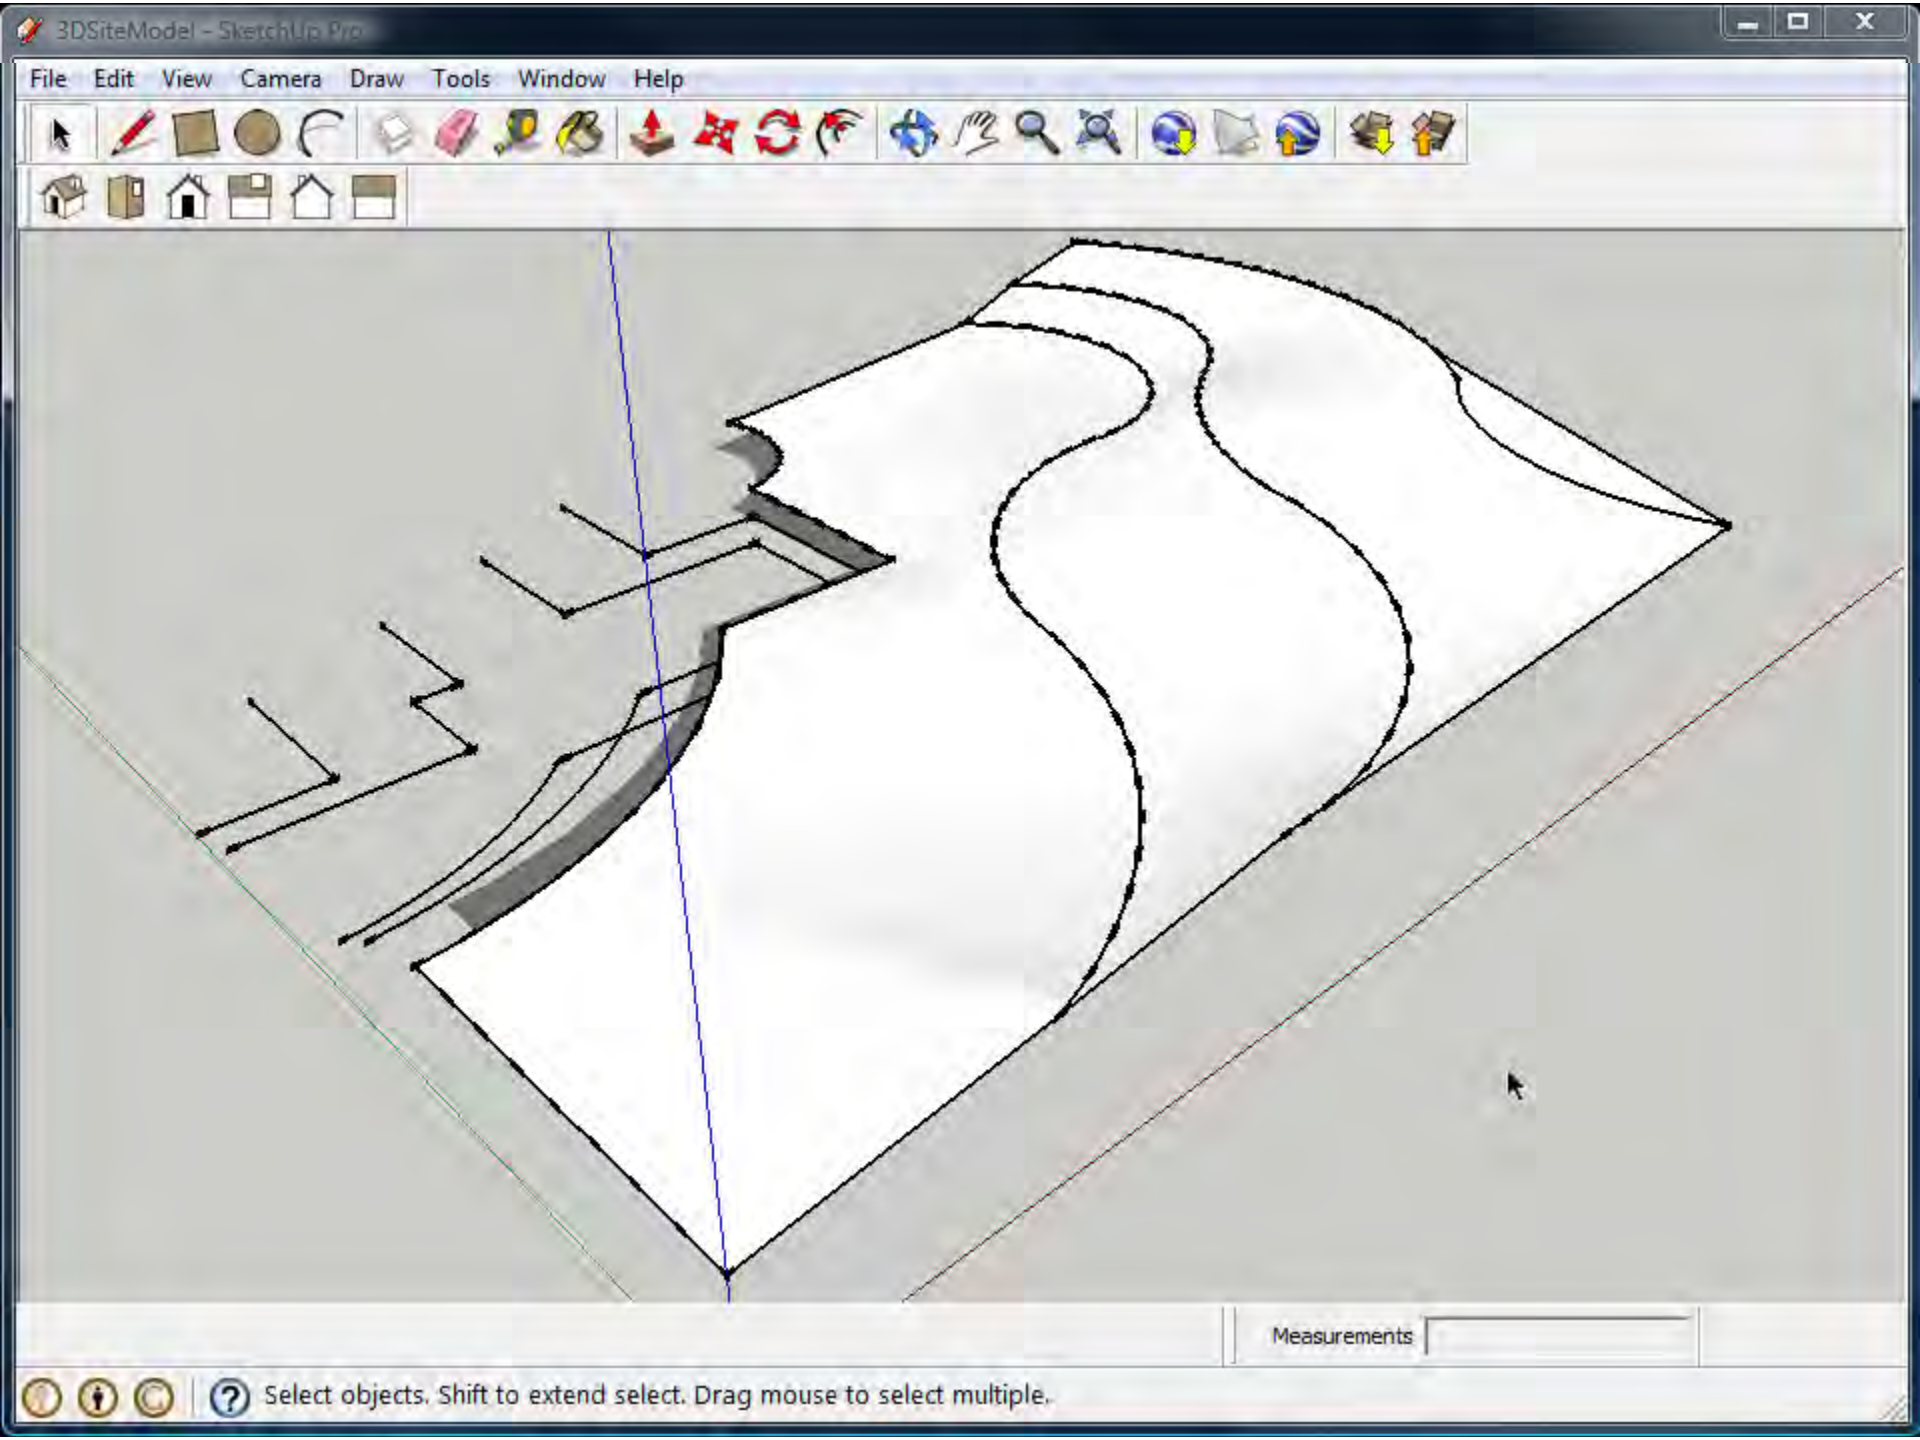 3DSiteModel - SketchUp Pro
File Edit View Camera Draw Tools Window Help
Measurements
Select objects. Shift to extend select. Drag mouse to select multiple.